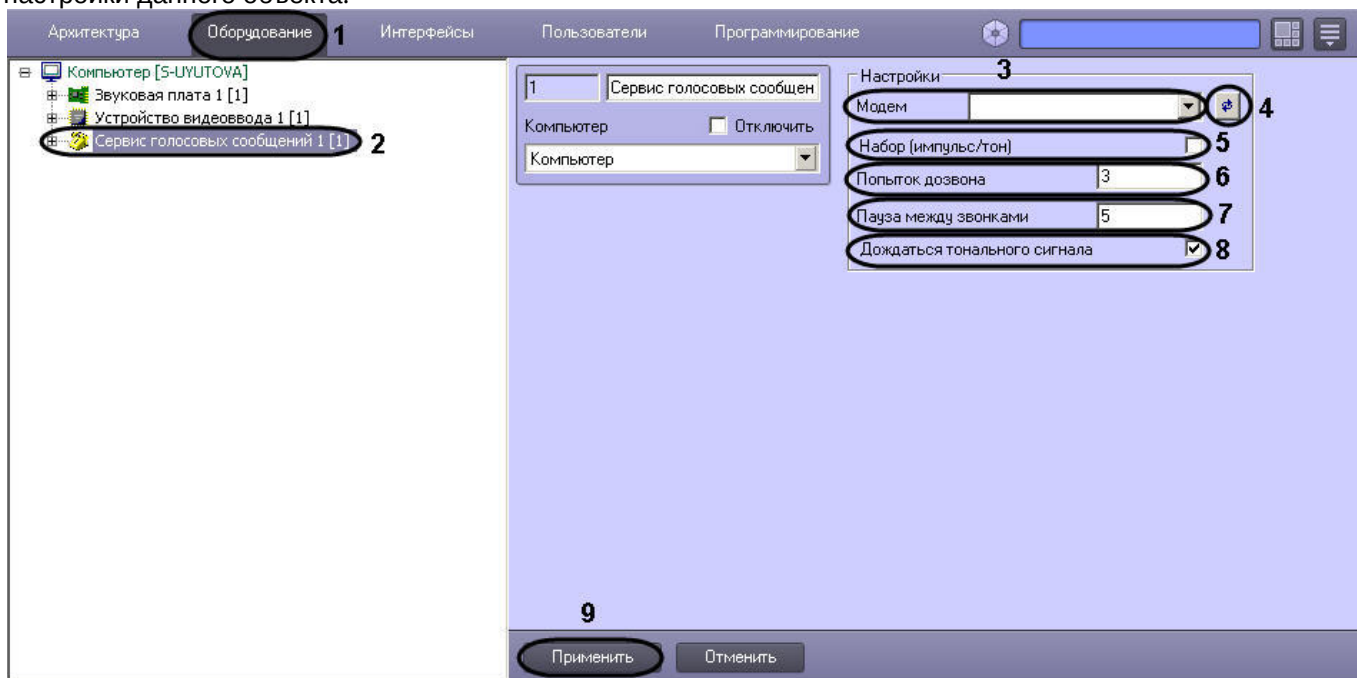 настройки данного объекта.
Архитектура Оборудование 1 Интерфейсы Пользователи Программирование
Компьютер [S-UYUTOVA]
Звуковая плата 1 [1]
Устройство видеоввода 1 [1]
Сервис голосовых сообщений 1 [1] 2
1 Сервис голосовых сообщен
Компьютер Отключить
Компьютер
Настройки 3
Модем 4
Набор (импульс/тон) 5
Попыток дозвона 3 6
Пауза между звонками 5 7
Дождаться тонального сигнала 8
9
Применить Отменить